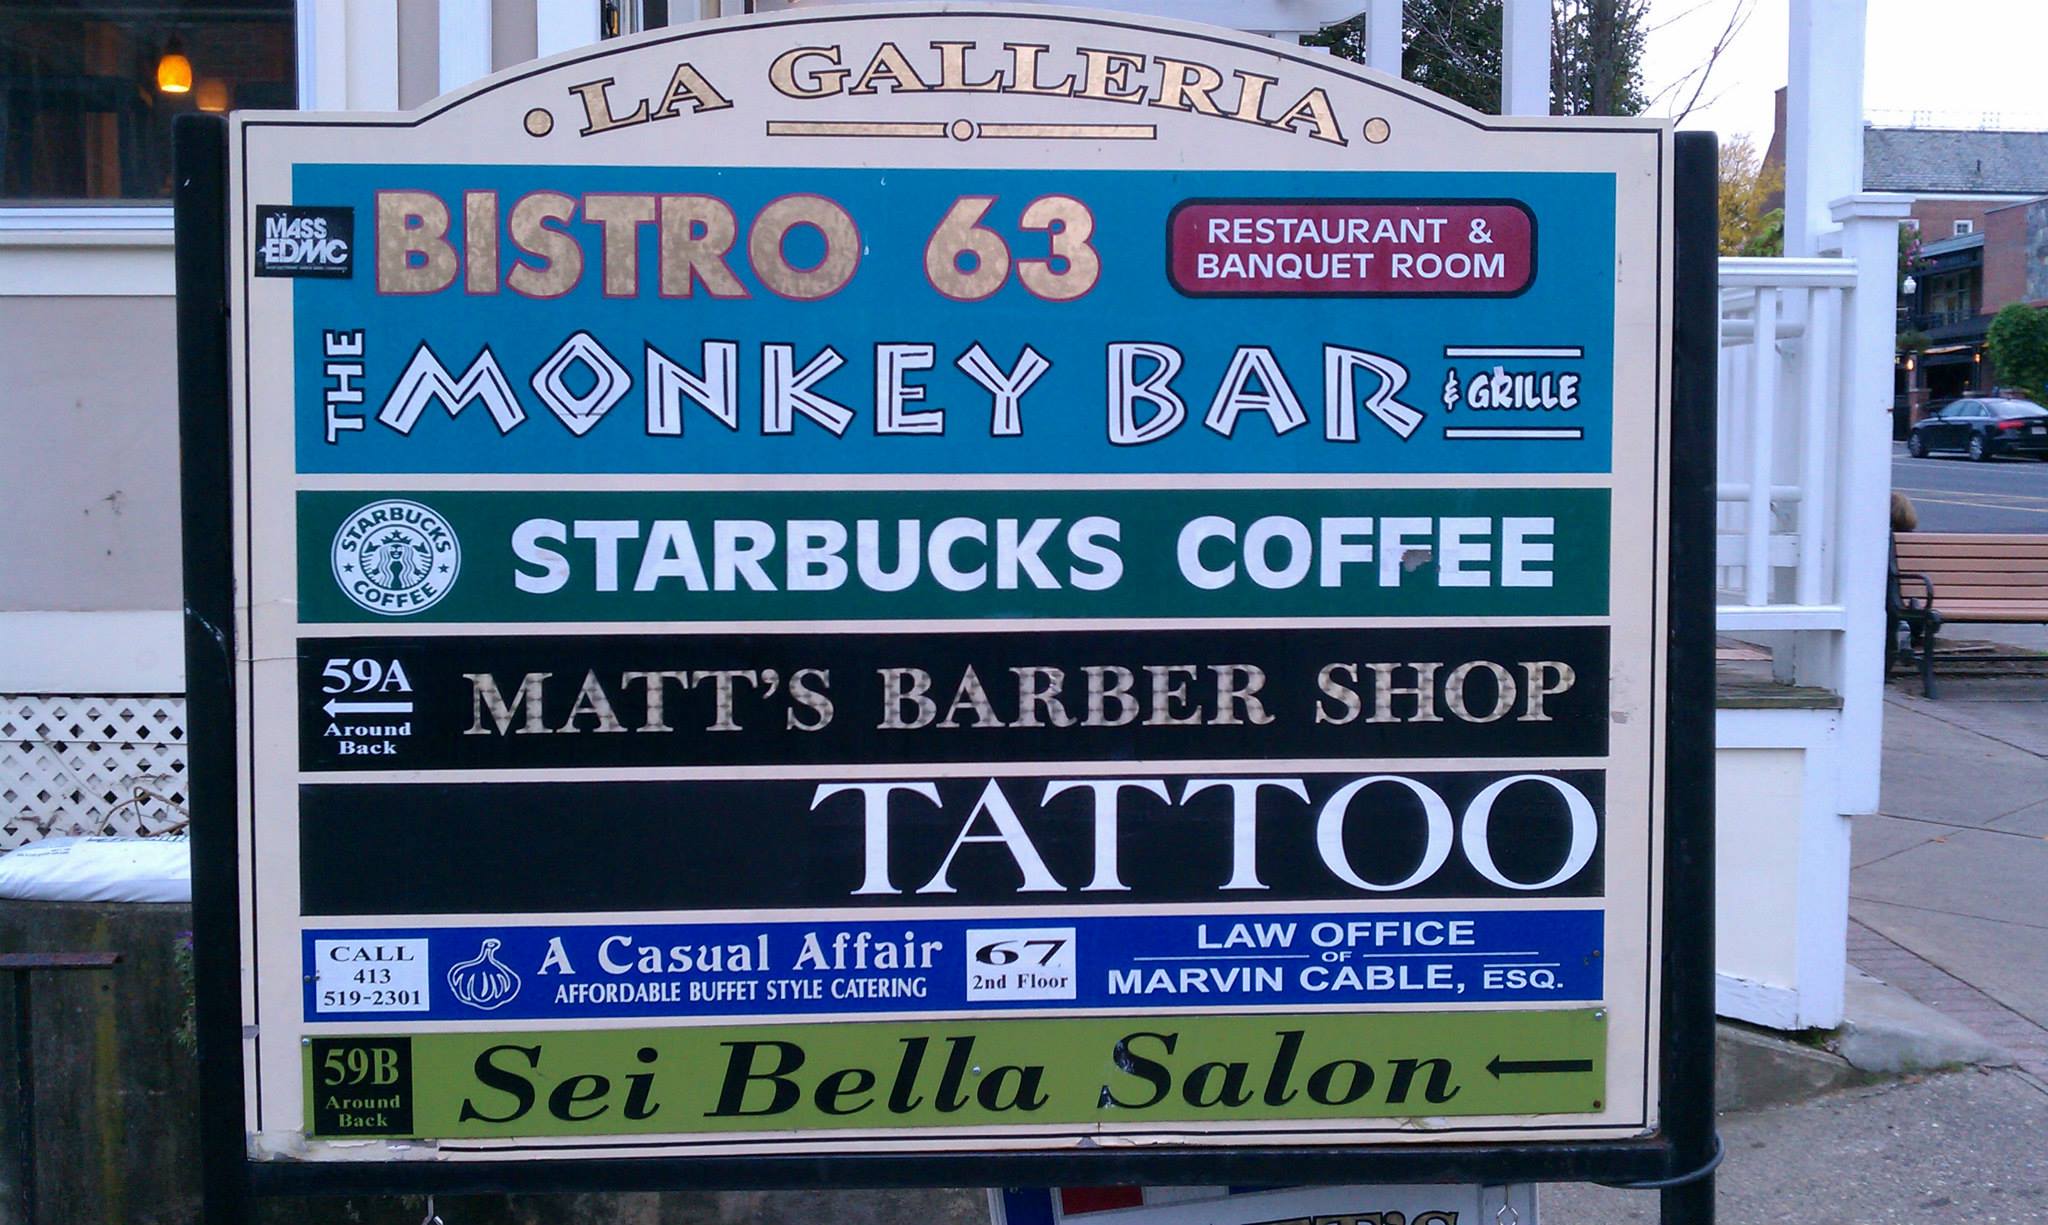 LA GALLERIA
MASS
EDMC
BISTRO 63
RESTAURANT &
BANQUET ROOM
THE MONKEY BAR & GRILLE
STARBUCKS COFFEE
STARBUCKS COFFEE
59A
Around
Back
MATT'S BARBER SHOP
TATTOO
CALL
413
519-2301
A Casual Affair
AFFORDABLE BUFFET STYLE CATERING
67
2nd Floor
LAW OFFICE
OF
MARVIN CABLE, ESQ.
59B
Around
Back
Sei Bella Salon